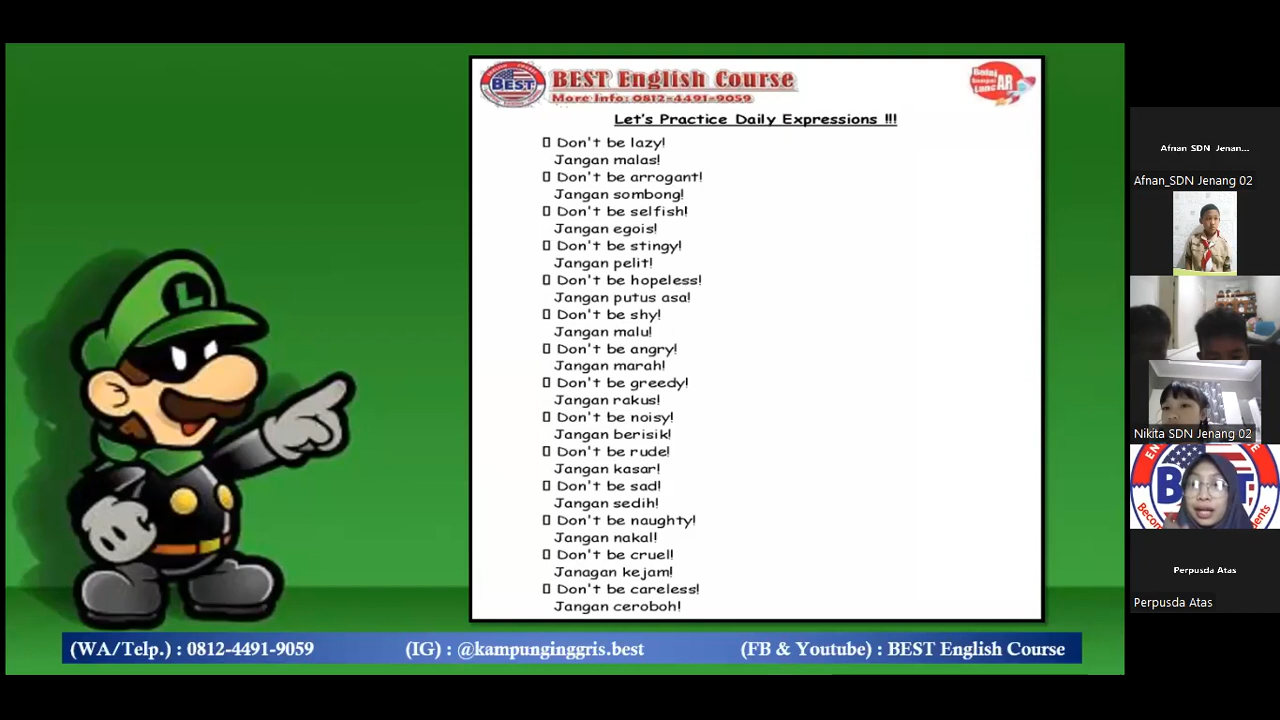 BEST
BEST English Course
More Info: 0812-4491-9059
Let's Practice Daily Expressions !!!
Don't be lazy!
Jangan malas!
Don't be arrogant!
Jangan sombong!
Don't be selfish!
Jangan egois!
Don't be stingy!
Jangan pelit!
Don't be hopeless!
Jangan putus asa!
Don't be shy!
Jangan malu!
Don't be angry!
Jangan marah!
Don't be greedy!
Jangan rakus!
Don't be noisy!
Jangan berisik!
Don't be rude!
Jangan kasar!
Don't be sad!
Jangan sedih!
Don't be naughty!
Jangan nakal!
Don't be cruel!
Janagan kejam!
Don't be careless!
Jangan ceroboh!
L
(WA/Telp.) : 0812-4491-9059 (IG) : @kampunginggris.best (FB & Youtube) : BEST English Course
Afnan SDN Jenan...
Afnan_SDN Jenang 02
Nikita SDN Jenang 02
Perpusda Atas
Perpusda Atas